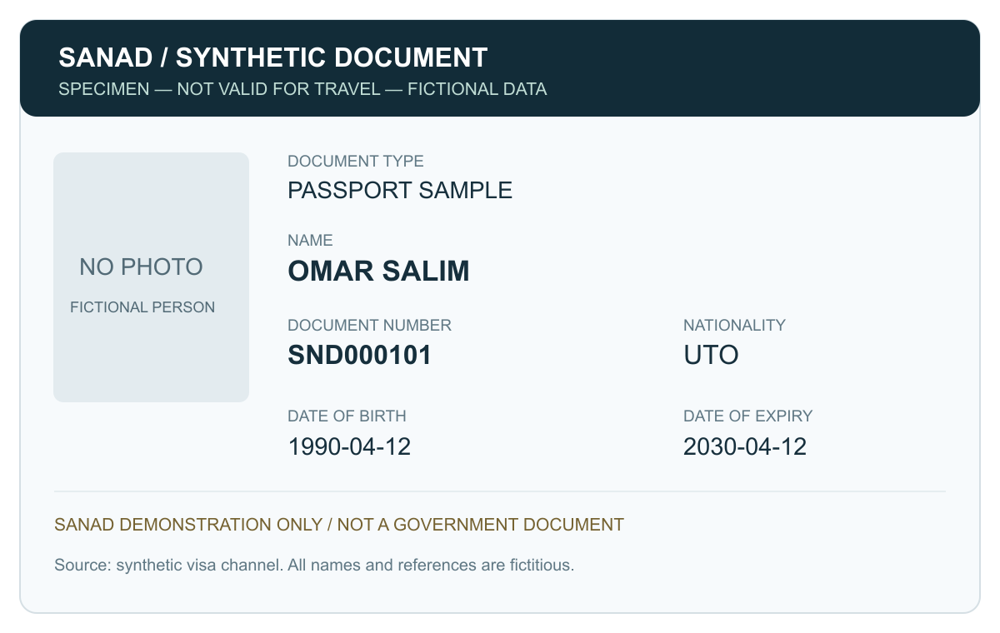 SANAD / SYNTHETIC DOCUMENT
SPECIMEN — NOT VALID FOR TRAVEL — FICTIONAL DATA
NO PHOTO
FICTIONAL PERSON
DOCUMENT TYPE
PASSPORT SAMPLE
NAME
OMAR SALIM
DOCUMENT NUMBER
SND000101
NATIONALITY
UTO
DATE OF BIRTH
1990-04-12
DATE OF EXPIRY
2030-04-12
SANAD DEMONSTRATION ONLY / NOT A GOVERNMENT DOCUMENT
Source: synthetic visa channel. All names and references are fictitious.